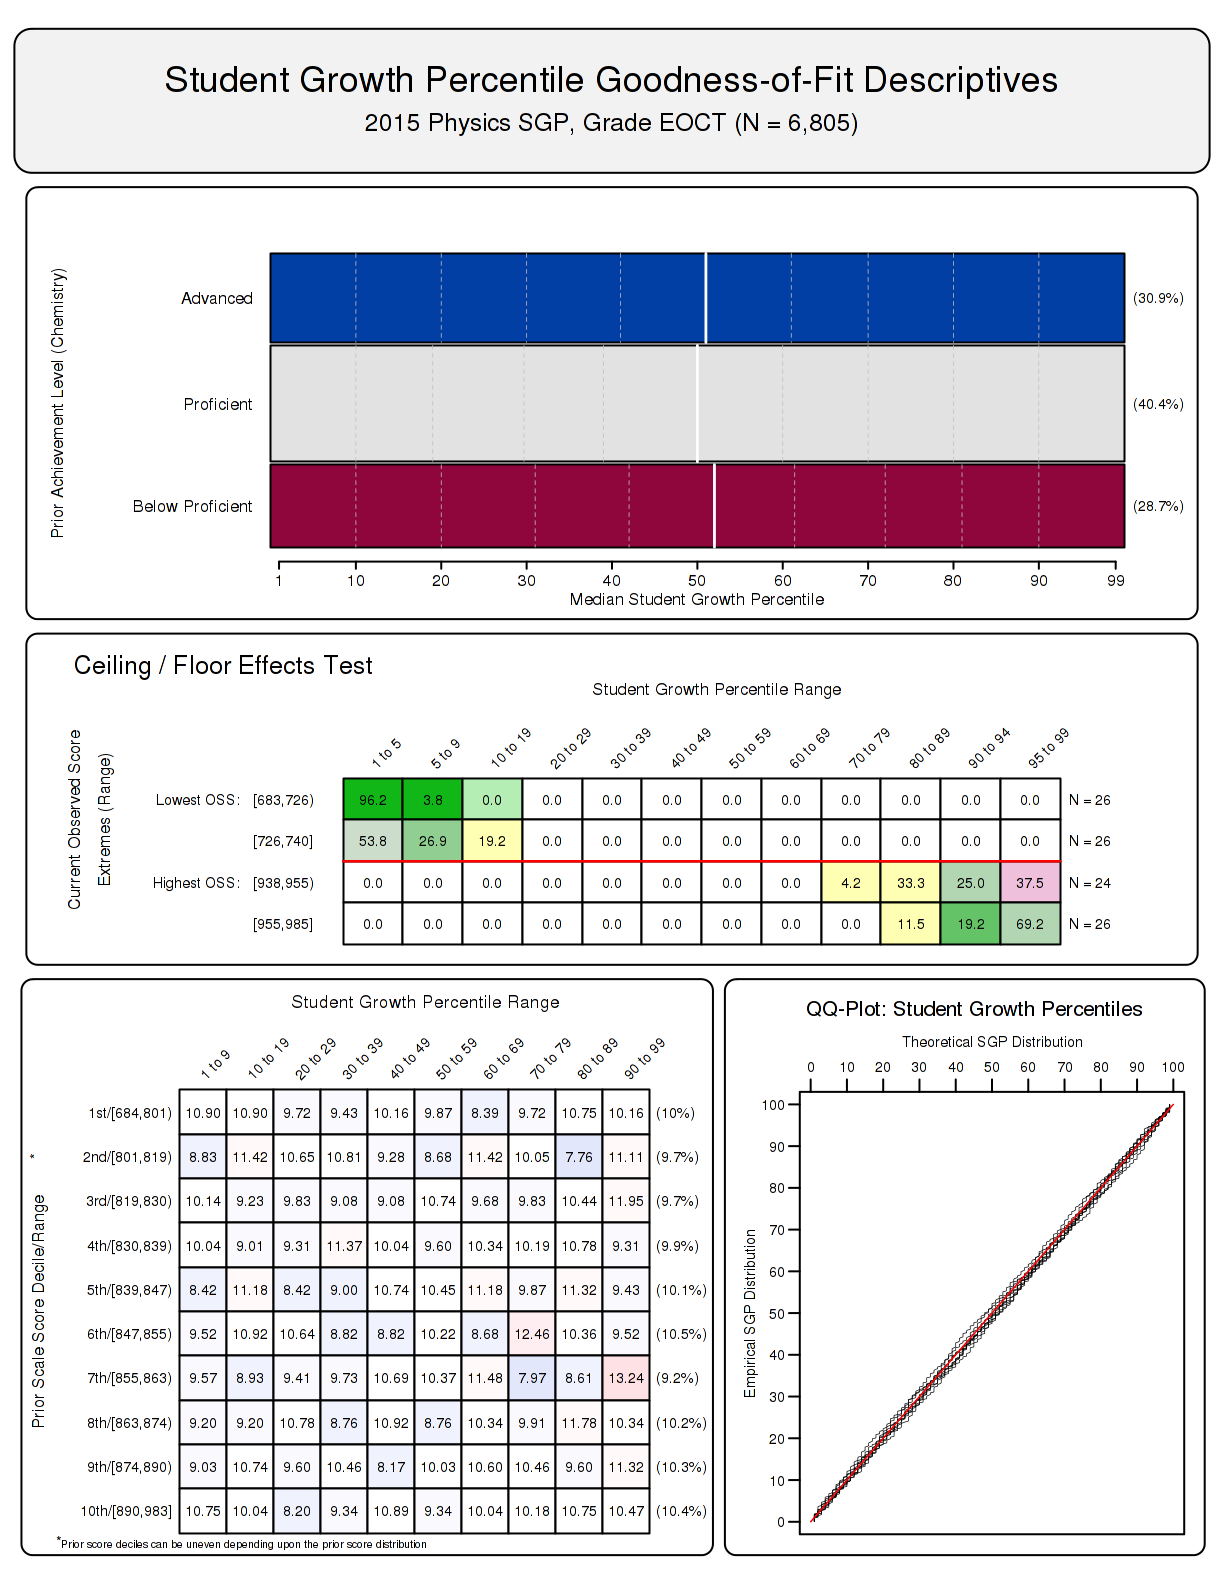 Student Growth Percentile Goodness-of-Fit Descriptives
2015 Physics SGP, Grade EOCT (N = 6,805)
Prior Achievement Level (Chemistry)
Advanced (30.9%)
Proficient (40.4%)
Below Proficient (28.7%)
1 10 20 30 40 50 60 70 80 90 99
Median Student Growth Percentile
Ceiling / Floor Effects Test
Student Growth Percentile Range
Current Observed Score
Extremes (Range)
1 to 5 5 to 9 10 to 19 20 to 29 30 to 39 40 to 49 50 to 59 60 to 69 70 to 79 80 to 89 90 to 94 95 to 99
Lowest OSS: [683,726) 96.2 3.8 0.0 0.0 0.0 0.0 0.0 0.0 0.0 0.0 0.0 0.0 N = 26
[726,740] 53.8 26.9 19.2 0.0 0.0 0.0 0.0 0.0 0.0 0.0 0.0 0.0 N = 26
Highest OSS: [938,955) 0.0 0.0 0.0 0.0 0.0 0.0 0.0 0.0 4.2 33.3 25.0 37.5 N = 24
[955,985] 0.0 0.0 0.0 0.0 0.0 0.0 0.0 0.0 0.0 11.5 19.2 69.2 N = 26
Student Growth Percentile Range
Prior Scale Score Decile/Range *
1 to 9 10 to 19 20 to 29 30 to 39 40 to 49 50 to 59 60 to 69 70 to 79 80 to 89 90 to 99
1st/[684,801) 10.90 10.90 9.72 9.43 10.16 9.87 8.39 9.72 10.75 10.16 (10%)
2nd/[801,819) 8.83 11.42 10.65 10.81 9.28 8.68 11.42 10.05 7.76 11.11 (9.7%)
3rd/[819,830) 10.14 9.23 9.83 9.08 9.08 10.74 9.68 9.83 10.44 11.95 (9.7%)
4th/[830,839) 10.04 9.01 9.31 11.37 10.04 9.60 10.34 10.19 10.78 9.31 (9.9%)
5th/[839,847) 8.42 11.18 8.42 9.00 10.74 10.45 11.18 9.87 11.32 9.43 (10.1%)
6th/[847,855) 9.52 10.92 10.64 8.82 8.82 10.22 8.68 12.46 10.36 9.52 (10.5%)
7th/[855,863) 9.57 8.93 9.41 9.73 10.69 10.37 11.48 7.97 8.61 13.24 (9.2%)
8th/[863,874) 9.20 9.20 10.78 8.76 10.92 8.76 10.34 9.91 11.78 10.34 (10.2%)
9th/[874,890) 9.03 10.74 9.60 10.46 8.17 10.03 10.60 10.46 9.60 11.32 (10.3%)
10th/[890,983] 10.75 10.04 8.20 9.34 10.89 9.34 10.04 10.18 10.75 10.47 (10.4%)
*Prior score deciles can be uneven depending upon the prior score distribution
QQ-Plot: Student Growth Percentiles
Theoretical SGP Distribution
0 10 20 30 40 50 60 70 80 90 100
Empirical SGP Distribution
100
90
80
70
60
50
40
30
20
10
0